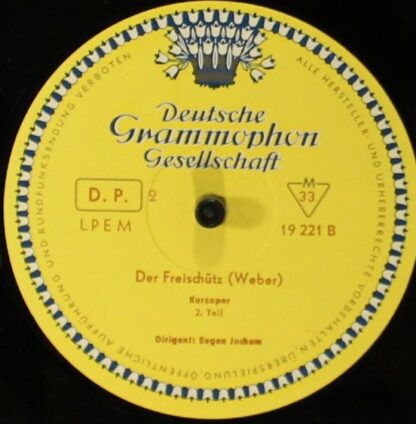 ALLE HERSTELLER- UND URHEBERRECHTE VORBEHALTEN, ÜBERSPIELUNG, ÖFFENTLICHE AUFFÜHRUNG UND RUNDFUNKSENDUNG VERBOTEN
Deutsche
Grammophon
Gesellschaft
D. P. 2
LPEM
M
33
19 221 B
Der Freischütz (Weber)
Kurzoper
2. Teil
Dirigent: Eugen Jochum